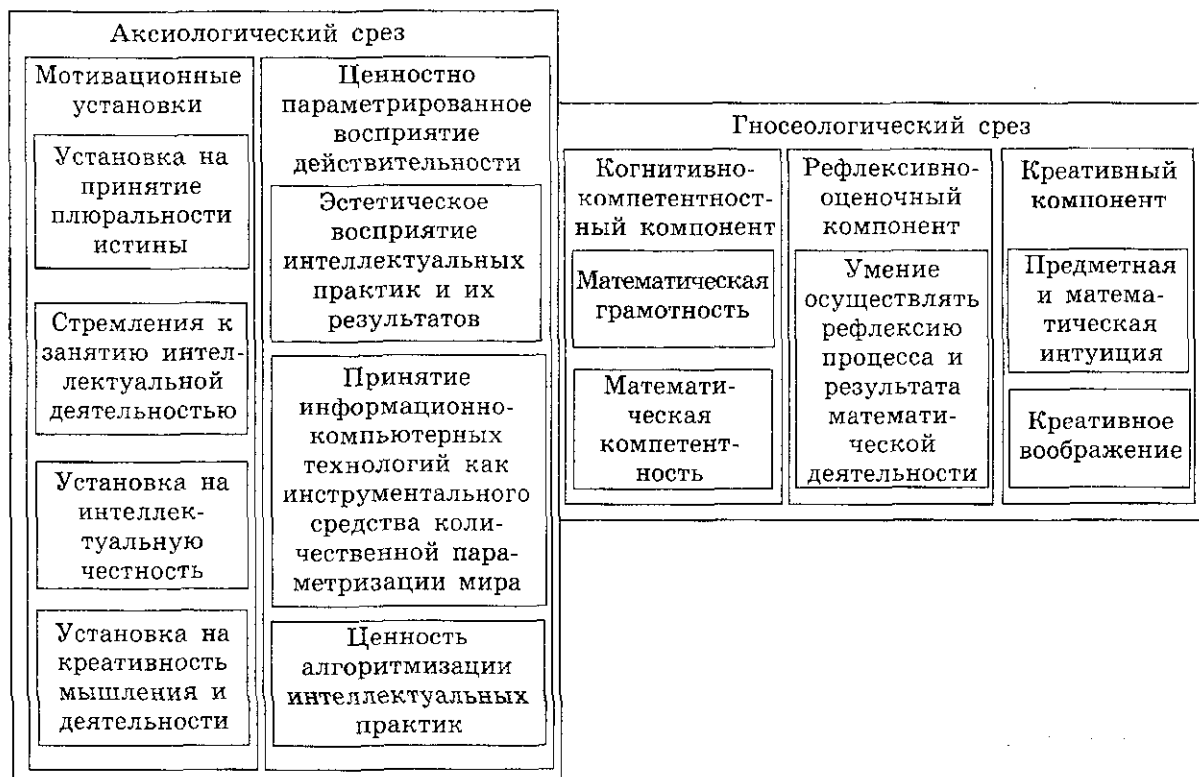 Аксиологический срез
Мотивационные
установки
Установка на
принятие
плюральности
истины
Стремления к
занятию интел-
лектуальной
деятельностью
Установка на
интеллек-
туальную
честность
Установка на
креативность
мышления и
деятельности
Ценностно
параметрированное
восприятие
действительности
Эстетическое
восприятие
интеллектуальных
практик и их
результатов
Принятие
информационно-
компьютерных
технологий как
инструментального
средства коли-
чественной пара-
метризации мира
Ценность
алгоритмизации
интеллектуальных
практик
Гносеологический срез
Когнитивно-
компетентност-
ный компонент
Математическая
грамотность
Математи-
ческая
компетент-
ность
Рефлексивно-
оценочный
компонент
Умение
осуществлять
рефлексию
процесса и
результата
математи-
ческой
деятельности
Креативный
компонент
Предметная
и матема-
тическая
интуиция
Креативное
воображение